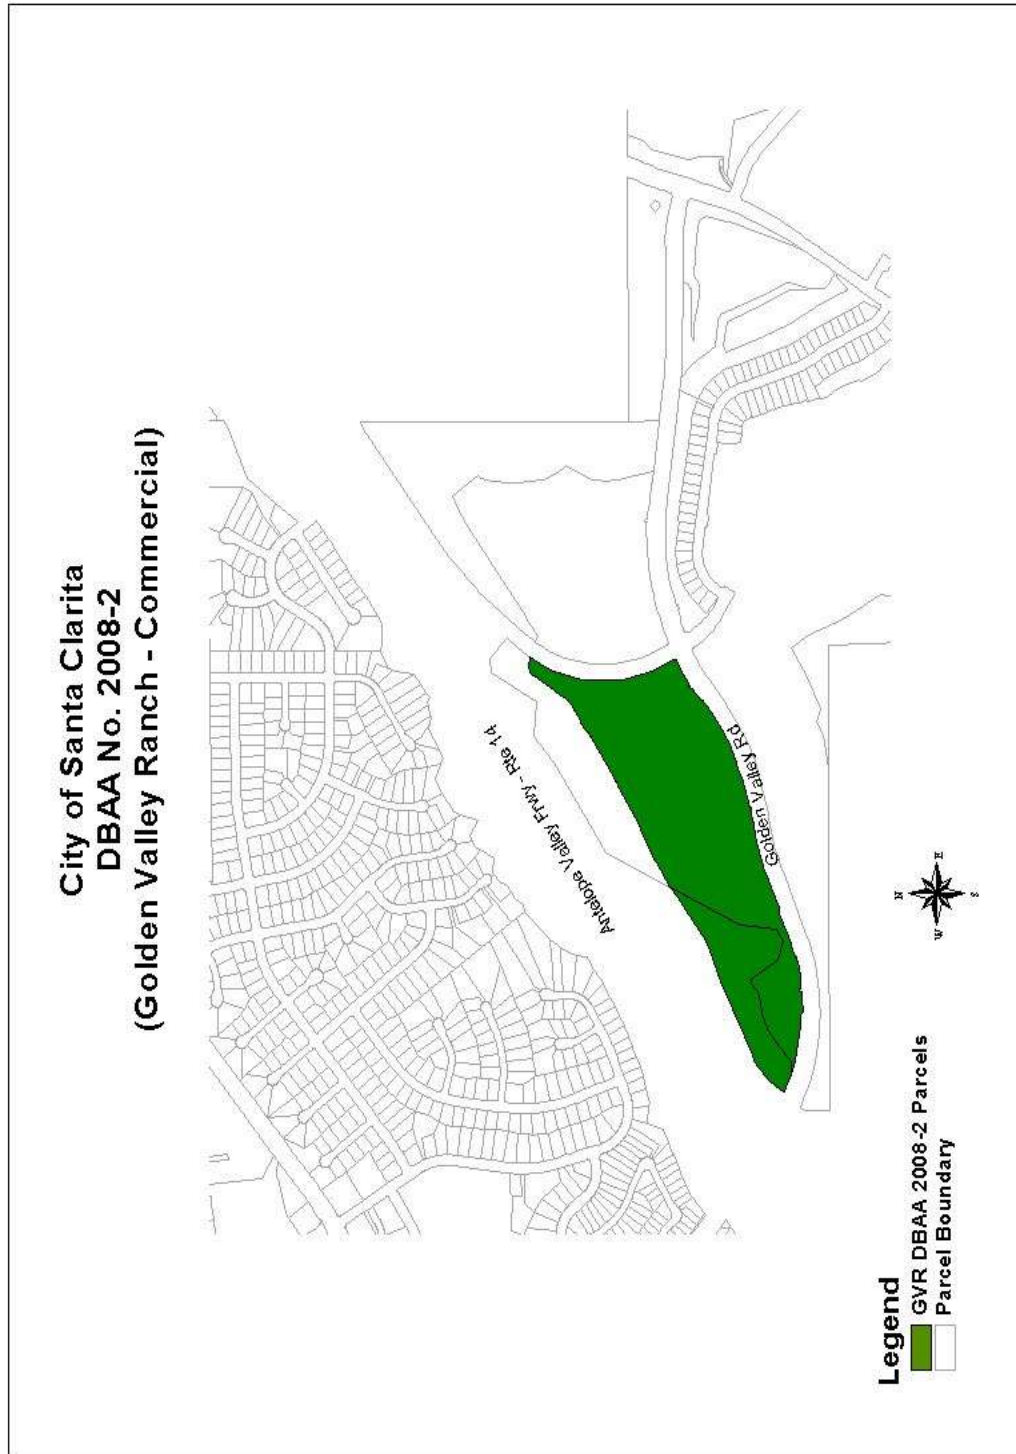 City of Santa Clarita
DBAA No. 2008-2
(Golden Valley Ranch - Commercial)
Antelope Valley Frwy - Rte 14
Golden Valley Rd
N
W
E
S
Legend
GVR DBAA 2008-2 Parcels
Parcel Boundary